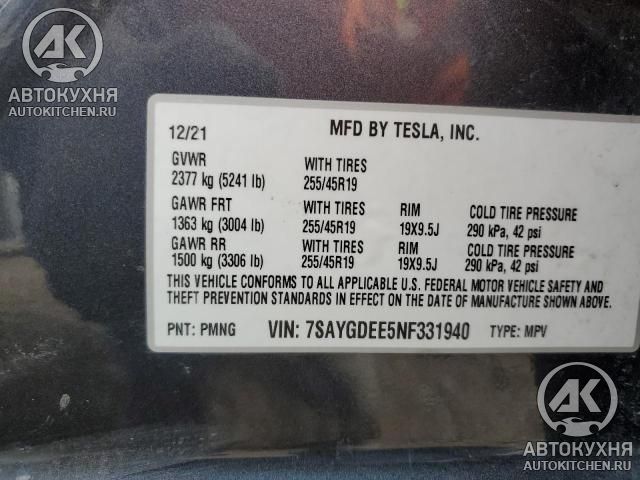 АК
АВТОКУХНЯ
AUTOKITCHEN.RU
12/21 MFD BY TESLA, INC.
GVWR WITH TIRES
2377 kg (5241 lb) 255/45R19
GAWR FRT WITH TIRES RIM COLD TIRE PRESSURE
1363 kg (3004 lb) 255/45R19 19X9.5J 290 kPa, 42 psi
GAWR RR WITH TIRES RIM COLD TIRE PRESSURE
1500 kg (3306 lb) 255/45R19 19X9.5J 290 kPa, 42 psi
THIS VEHICLE CONFORMS TO ALL APPLICABLE U.S. FEDERAL MOTOR VEHICLE SAFETY AND
THEFT PREVENTION STANDARDS IN EFFECT ON THE DATE OF MANUFACTURE SHOWN ABOVE.
PNT: PMNG VIN: 7SAYGDEE5NF331940 TYPE: MPV
АК
АВТОКУХНЯ
AUTOKITCHEN.RU